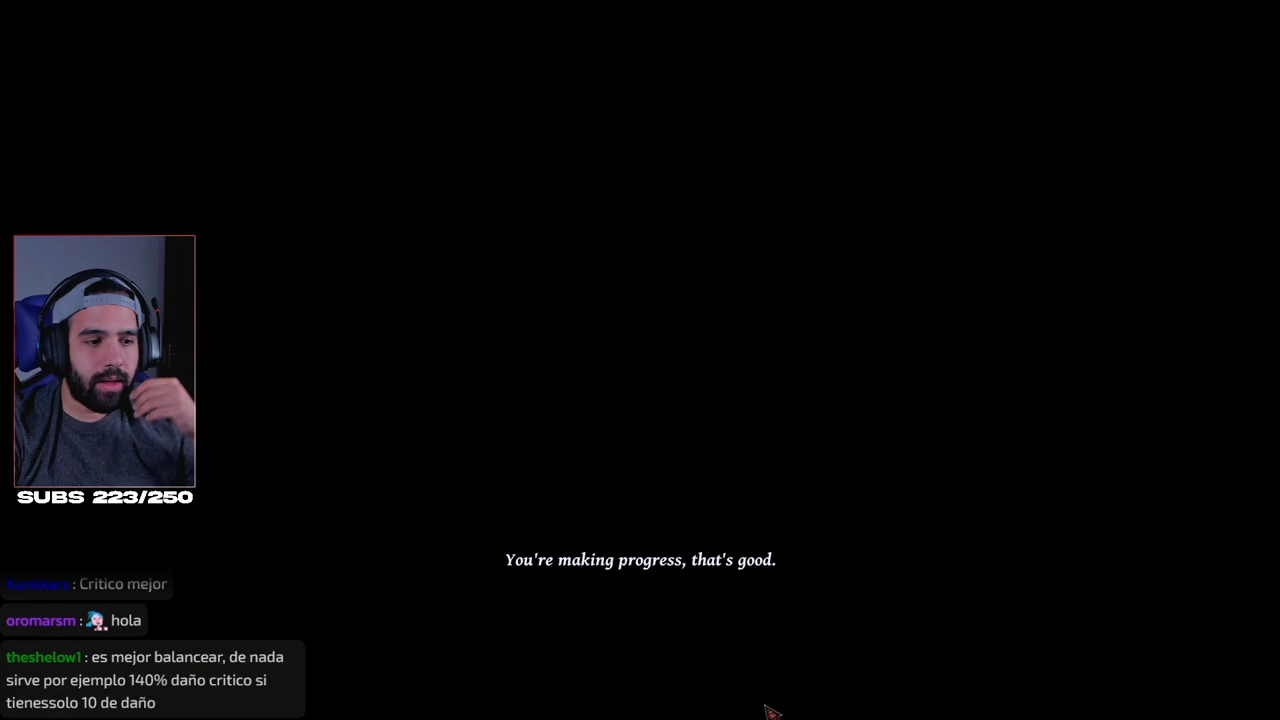 SUBS 223/250
You're making progress, that's good.
: Critico mejor
oromarsm : hola
theshelow1 : es mejor balancear, de nada
sirve por ejemplo 140% daño critico si
tienessolo 10 de daño